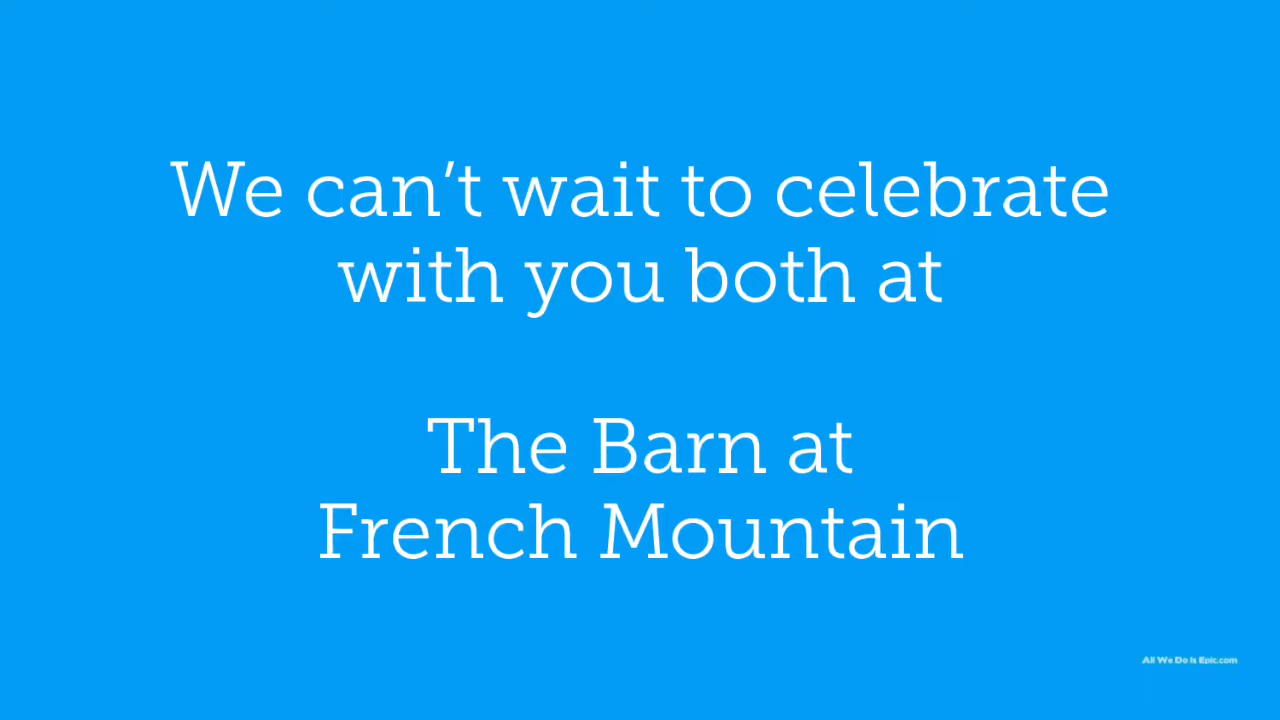 We can’t wait to celebrate
with you both at
The Barn at
French Mountain
All We Do Is Epic.com